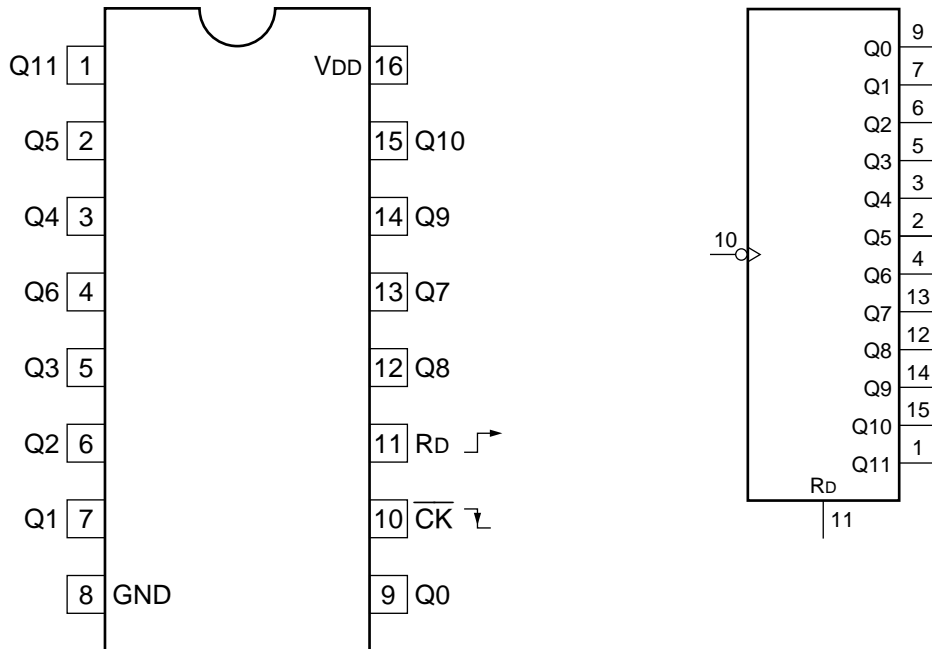 Q11 1 VDD 16
Q5 2 15 Q10
Q4 3 14 Q9
Q6 4 13 Q7
Q3 5 12 Q8
Q2 6 11 RD
Q1 7 10 CK
8 GND 9 Q0
Q0 9
Q1 7
Q2 6
Q3 5
Q4 3
Q5 2
10
Q6 4
Q7 13
Q8 12
Q9 14
Q10 15
Q11 1
RD
11